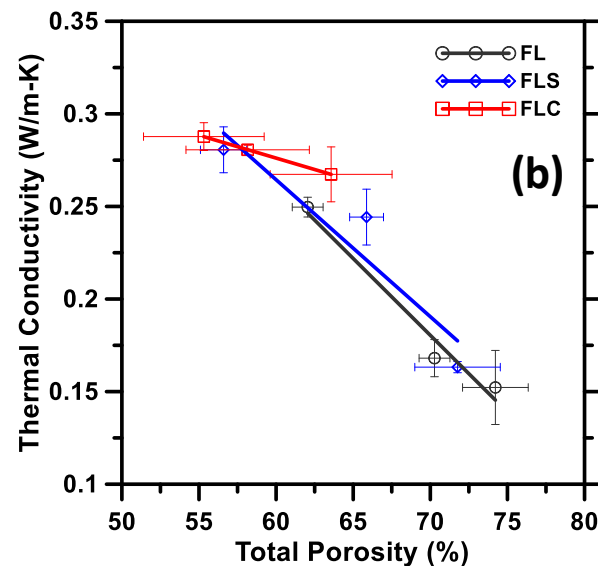 0.35
0.3
0.25
0.2
0.15
0.1
Thermal Conductivity (W/m-K)
FL
FLS
FLC
(b)
50 55 60 65 70 75 80
Total Porosity (%)